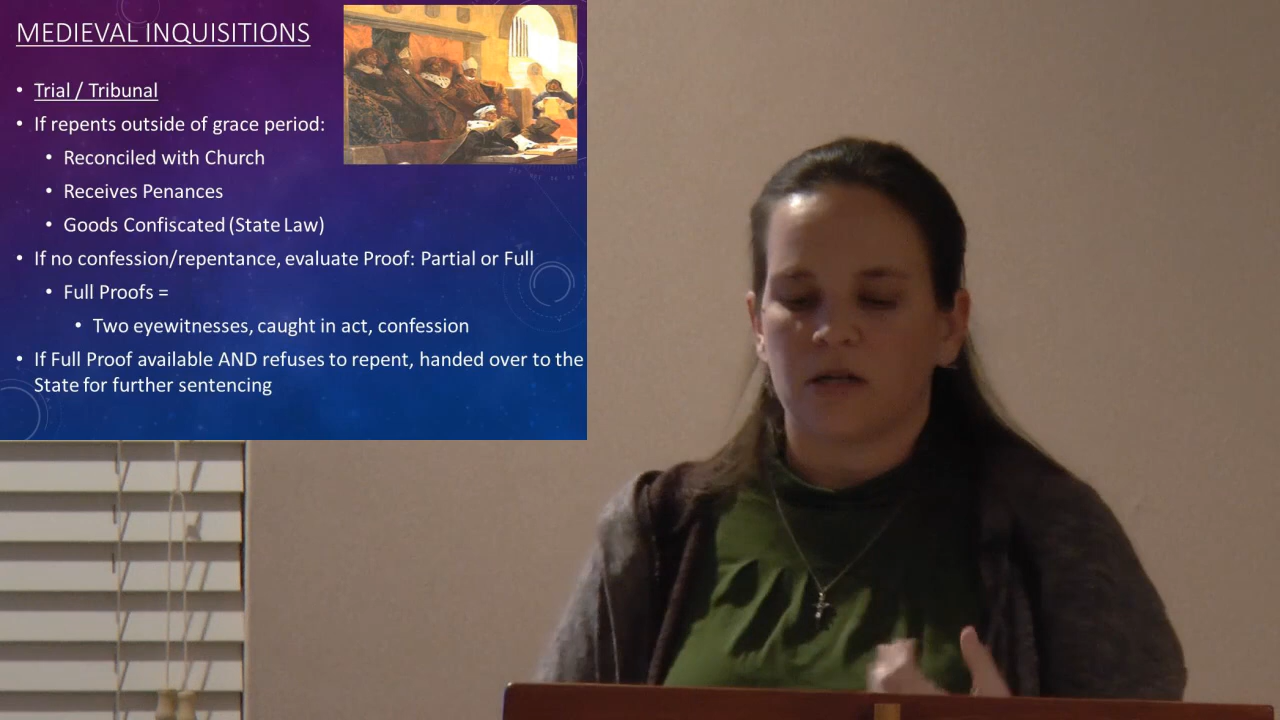 MEDIEVAL INQUISITIONS
• Trial / Tribunal
• If repents outside of grace period:
• Reconciled with Church
• Receives Penances
• Goods Confiscated (State Law)
• If no confession/repentance, evaluate Proof: Partial or Full
• Full Proofs =
• Two eyewitnesses, caught in act, confession
• If Full Proof available AND refuses to repent, handed over to the
State for further sentencing